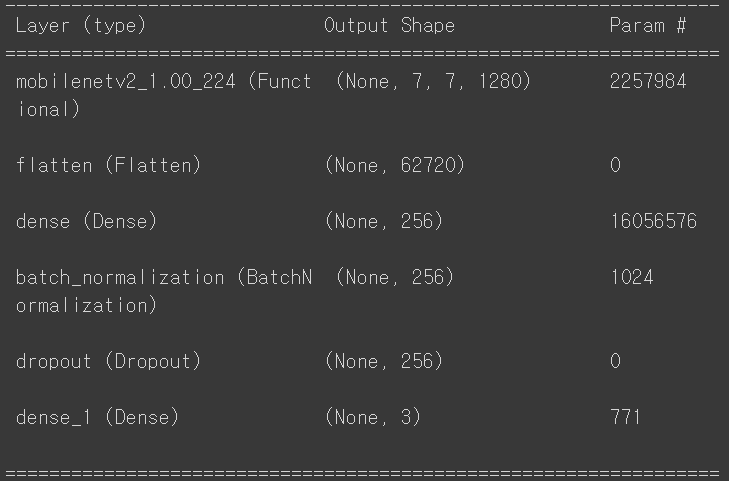 Layer (type) Output Shape Param #
mobilenetv2_1.00_224 (Funct (None, 7, 7, 1280) 2257984
ional)
flatten (Flatten) (None, 62720) 0
dense (Dense) (None, 256) 16056576
batch_normalization (BatchN (None, 256) 1024
ormalization)
dropout (Dropout) (None, 256) 0
dense_1 (Dense) (None, 3) 771